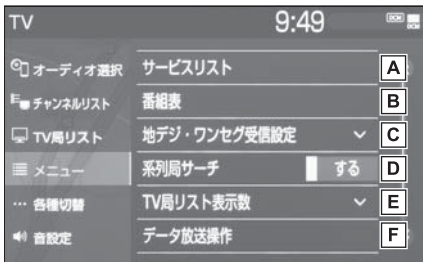 TV 9:49 DCM DCM
オーディオ選択
チャンネルリスト
TV局リスト
メニュー
各種切替
音設定
サービスリスト A
番組表 B
地デジ・ワンセグ受信設定 C
系列局サーチ する D
TV局リスト表示数 E
データ放送操作 F